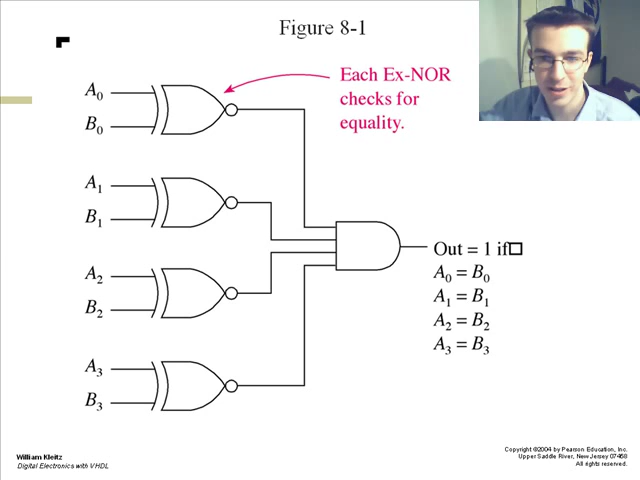 Figure 8-1
Each Ex-NOR
checks for
equality.
A0
B0
A1
B1
A2
B2
A3
B3
Out = 1 if
A0 = B0
A1 = B1
A2 = B2
A3 = B3
William Kleitz
Digital Electronics with VHDL
Copyright ©2004 by Pearson Education, Inc.
Upper Saddle River, New Jersey 07458
All rights reserved.